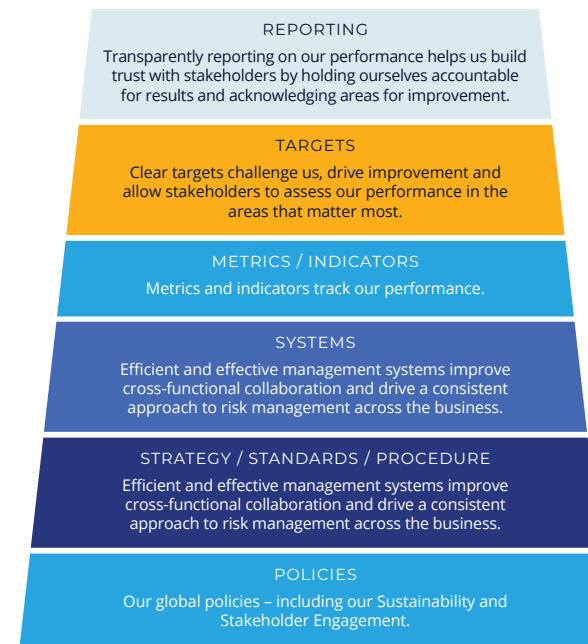 REPORTING
Transparently reporting on our performance helps us build
trust with stakeholders by holding ourselves accountable
for results and acknowledging areas for improvement.
TARGETS
Clear targets challenge us, drive improvement and
allow stakeholders to assess our performance in the
areas that matter most.
METRICS / INDICATORS
Metrics and indicators track our performance.
SYSTEMS
Efficient and effective management systems improve
cross-functional collaboration and drive a consistent
approach to risk management across the business.
STRATEGY / STANDARDS / PROCEDURE
Efficient and effective management systems improve
cross-functional collaboration and drive a consistent
approach to risk management across the business.
POLICIES
Our global policies – including our Sustainability and
Stakeholder Engagement.